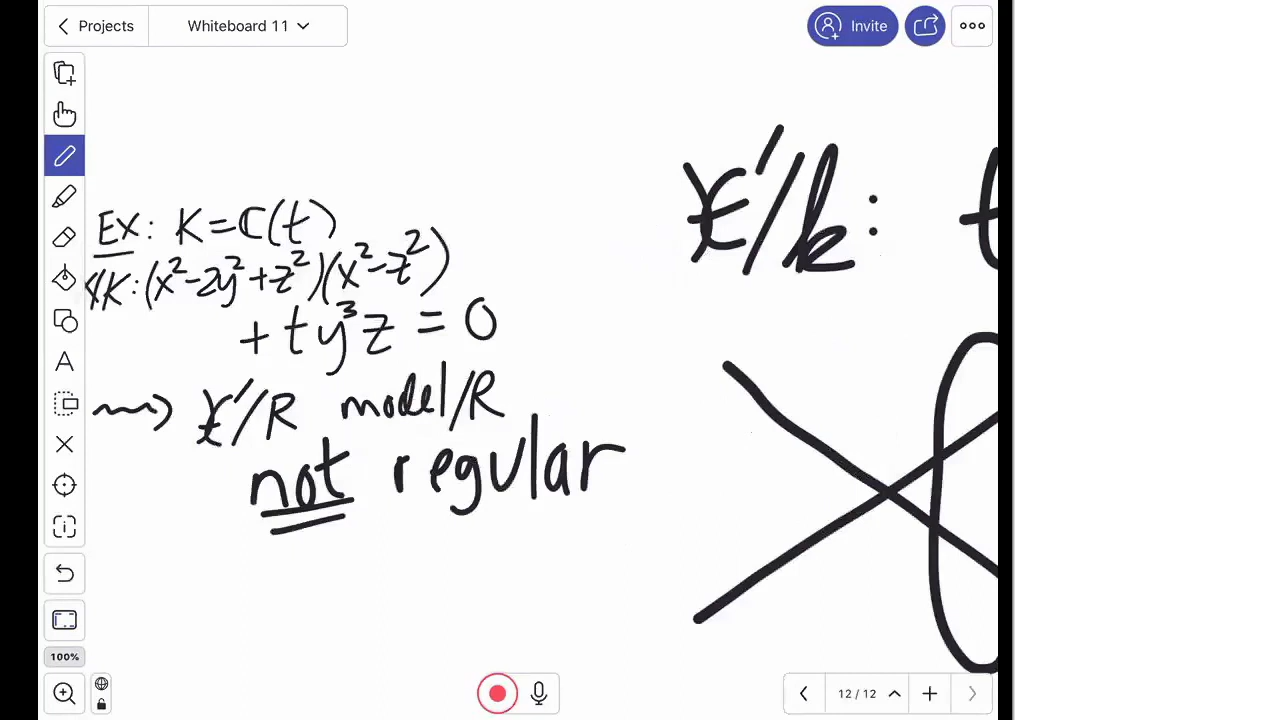 Projects
Whiteboard 11
Invite
EX: K=ℂ(t)
/K: (x²-2y²+z²)(x²-z²)
+ty³z=0
⇝ 𝔛'/R model/R
not regular
𝔛'/k: t
A
100%
12 / 12